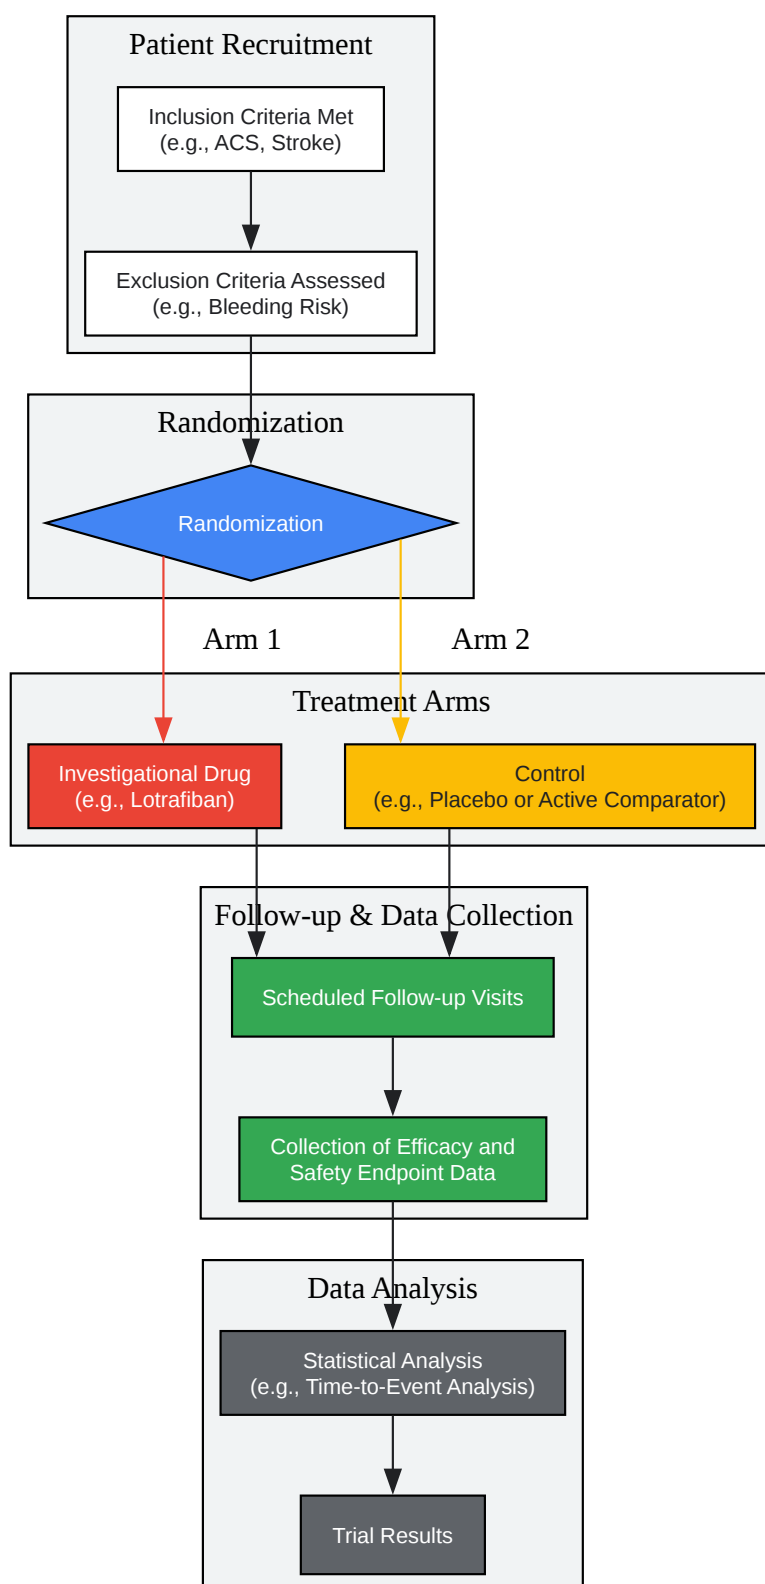 Patient Recruitment
Inclusion Criteria Met
(e.g., ACS, Stroke)
Exclusion Criteria Assessed
(e.g., Bleeding Risk)
Randomization
Randomization
Arm 1
Arm 2
Treatment Arms
Investigational Drug
(e.g., Lotrafiban)
Control
(e.g., Placebo or Active Comparator)
Follow-up & Data Collection
Scheduled Follow-up Visits
Collection of Efficacy and
Safety Endpoint Data
Data Analysis
Statistical Analysis
(e.g., Time-to-Event Analysis)
Trial Results